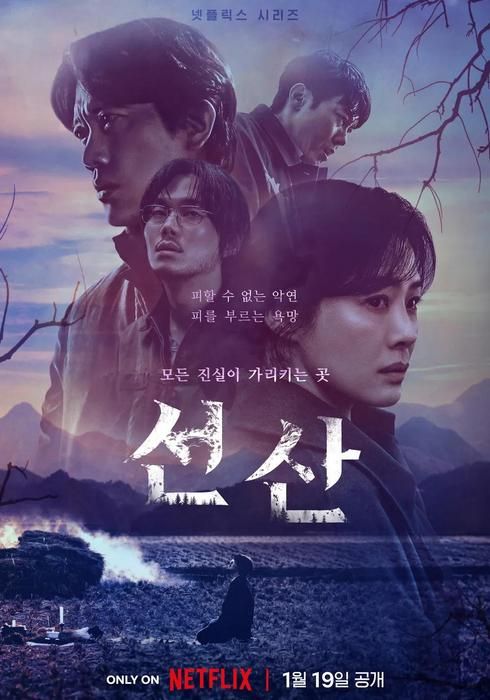 넷플릭스 시리즈
피할 수 없는 악연
피를 부르는 욕망
모든 진실이 가리키는 곳
선산
ONLY ON NETFLIX | 1월 19일 공개